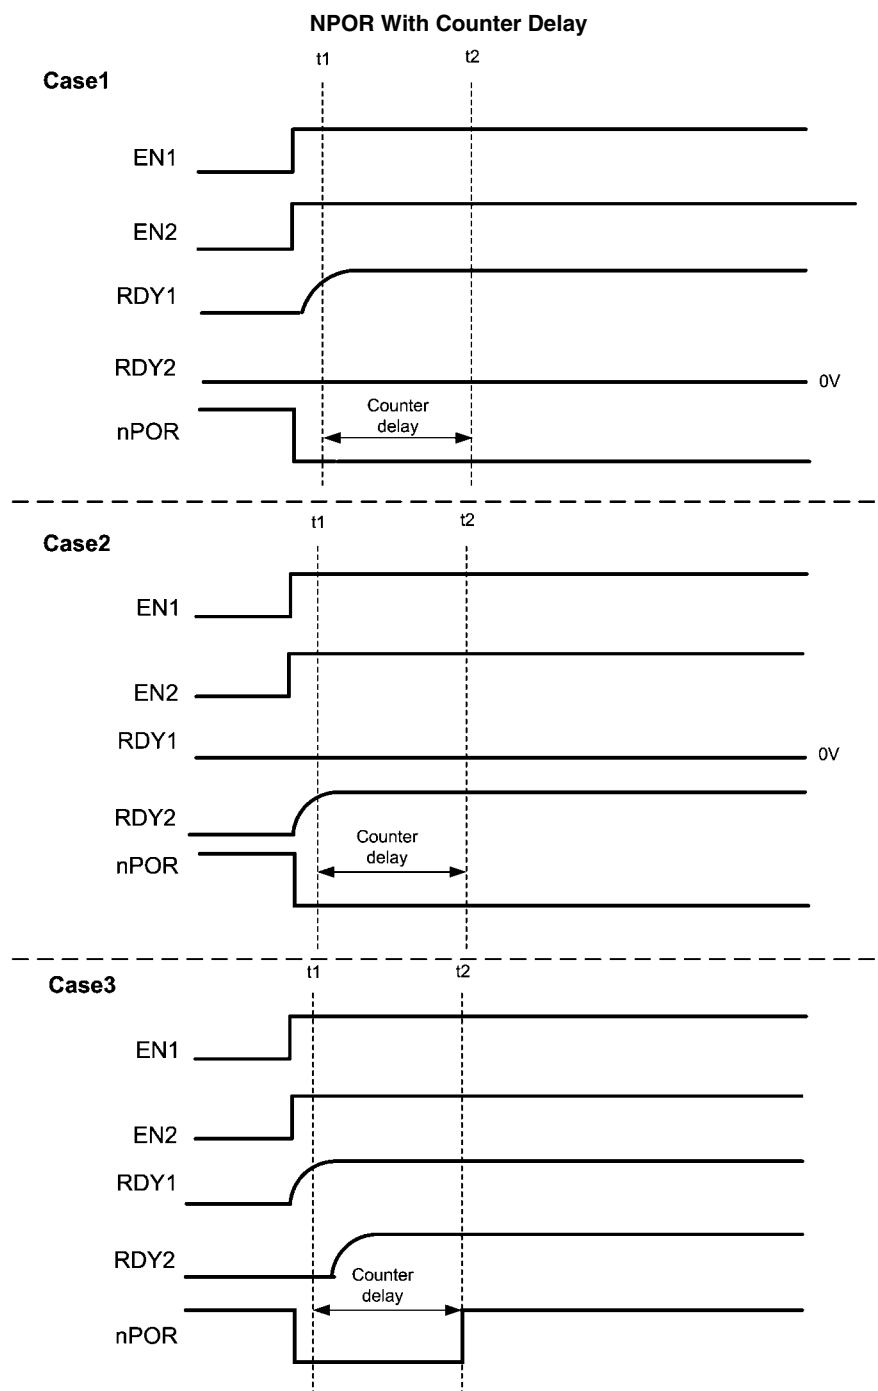 NPOR With Counter Delay
t1
t2
Case1
EN1
EN2
RDY1
RDY2
0V
Counter
delay
nPOR
t1
t2
Case2
EN1
EN2
RDY1
0V
RDY2
Counter
delay
nPOR
t1
t2
Case3
EN1
EN2
RDY1
RDY2
Counter
delay
nPOR